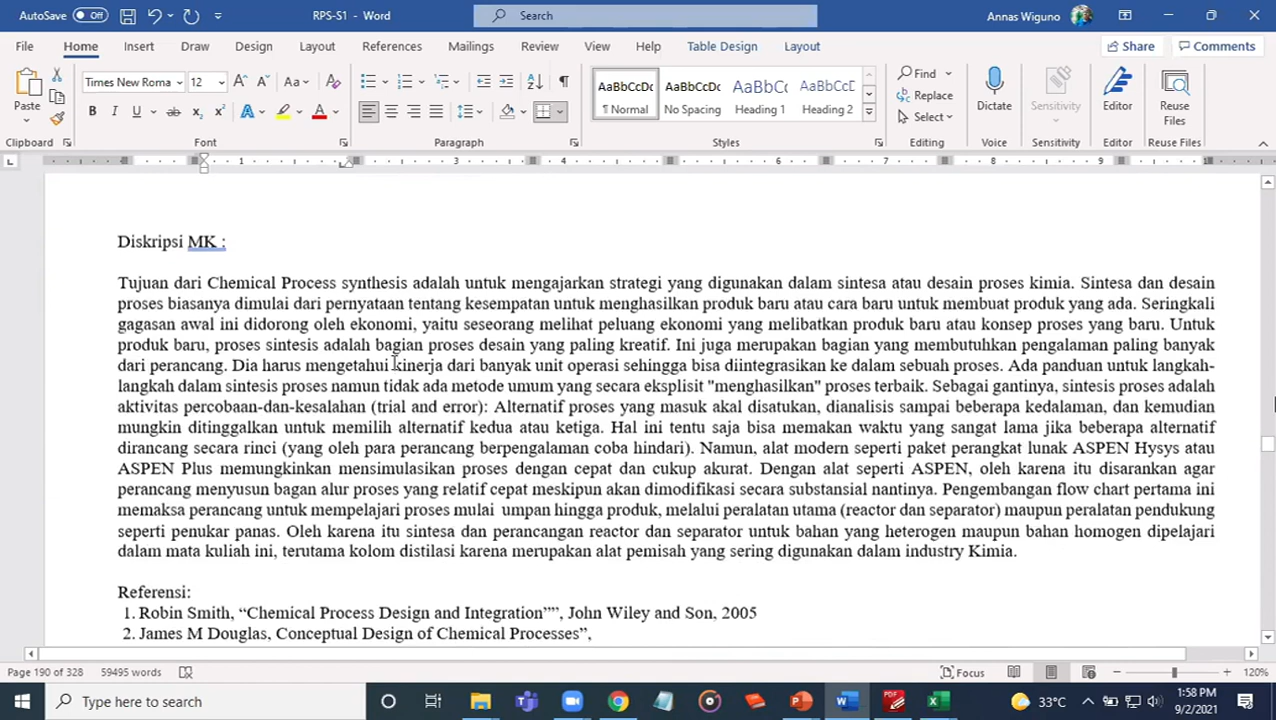 AutoSave Off RPS-S1 - Word Search Annas Wiguno
File Home Insert Draw Design Layout References Mailings Review View Help Table Design Layout Share Comments
Paste Times New Roma 12 Aa AaBbCcDc AaBbCcDc AaBbCc AaBbCcD Find Dictate Sensitivity Editor Reuse Files
B I U ab x₂ x² A A ¶ Normal No Spacing Heading 1 Heading 2 Replace Select
Clipboard Font Paragraph Styles Editing Voice Sensitivity Editor Reuse Files
1 3 4 5 6 7 8 9
Diskripsi MK :
Tujuan dari Chemical Process synthesis adalah untuk mengajarkan strategi yang digunakan dalam sintesa atau desain proses kimia. Sintesa dan desain
proses biasanya dimulai dari pernyataan tentang kesempatan untuk menghasilkan produk baru atau cara baru untuk membuat produk yang ada. Seringkali
gagasan awal ini didorong oleh ekonomi, yaitu seseorang melihat peluang ekonomi yang melibatkan produk baru atau konsep proses yang baru. Untuk
produk baru, proses sintesis adalah bagian proses desain yang paling kreatif. Ini juga merupakan bagian yang membutuhkan pengalaman paling banyak
dari perancang. Dia harus mengetahui kinerja dari banyak unit operasi sehingga bisa diintegrasikan ke dalam sebuah proses. Ada panduan untuk langkah-
langkah dalam sintesis proses namun tidak ada metode umum yang secara eksplisit "menghasilkan" proses terbaik. Sebagai gantinya, sintesis proses adalah
aktivitas percobaan-dan-kesalahan (trial and error): Alternatif proses yang masuk akal disatukan, dianalisis sampai beberapa kedalaman, dan kemudian
mungkin ditinggalkan untuk memilih alternatif kedua atau ketiga. Hal ini tentu saja bisa memakan waktu yang sangat lama jika beberapa alternatif
dirancang secara rinci (yang oleh para perancang berpengalaman coba hindari). Namun, alat modern seperti paket perangkat lunak ASPEN Hysys atau
ASPEN Plus memungkinkan mensimulasikan proses dengan cepat dan cukup akurat. Dengan alat seperti ASPEN, oleh karena itu disarankan agar
perancang menyusun bagan alur proses yang relatif cepat meskipun akan dimodifikasi secara substansial nantinya. Pengembangan flow chart pertama ini
memaksa perancang untuk mempelajari proses mulai umpan hingga produk, melalui peralatan utama (reactor dan separator) maupun peralatan pendukung
seperti penukar panas. Oleh karena itu sintesa dan perancangan reactor dan separator untuk bahan yang heterogen maupun bahan homogen dipelajari
dalam mata kuliah ini, terutama kolom distilasi karena merupakan alat pemisah yang sering digunakan dalam industry Kimia.
Referensi:
1. Robin Smith, “Chemical Process Design and Integration””, John Wiley and Son, 2005
2. James M Douglas, Conceptual Design of Chemical Processes”,
Page 190 of 328 59495 words Focus 120%
Type here to search 33°C 1:58 PM
9/2/2021